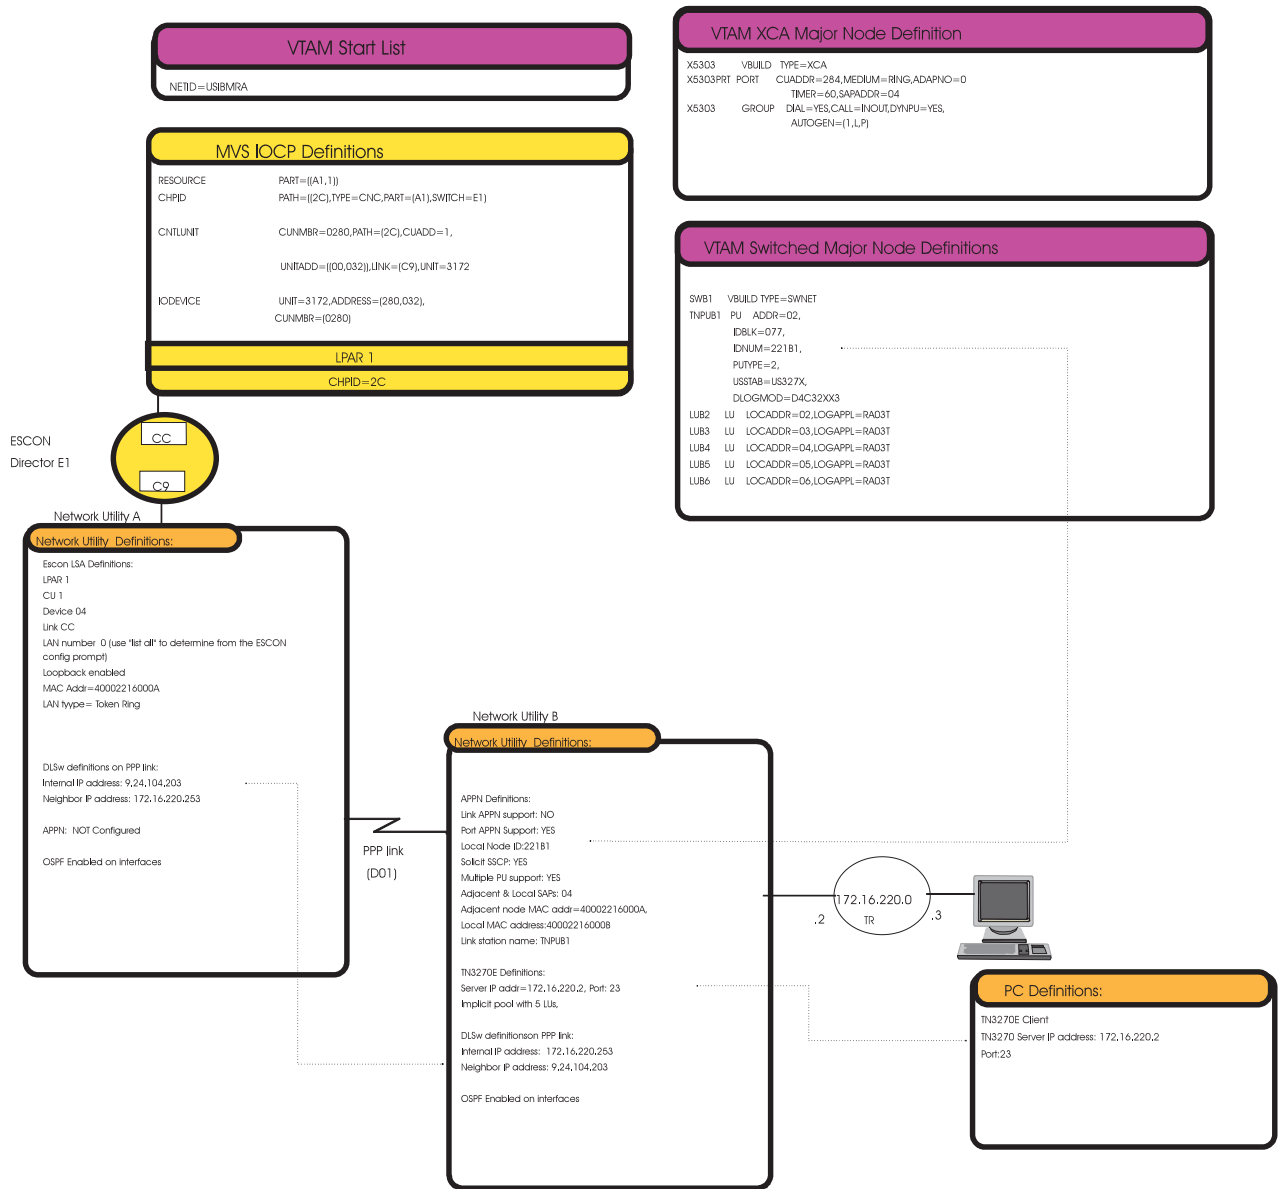 VTAM Start List
NETID=USIBMRA
VTAM XCA Major Node Definition
X5303 VBUILD TYPE=XCA
X5303PRT PORT CUADDR=284,MEDIUM=RING,ADAPNO=0
TIMER=60,SAPADDR=04
X5303 GROUP DIAL=YES,CALL=INOUT,DYNPU=YES,
AUTOGEN=(1,L,P)
MVS IOCP Definitions
RESOURCE PART=((A1,1))
CHPID PATH=((2C),TYPE=CNC,PART=(A1),SWITCH=E1)
CNTLUNIT CUNMBR=0280,PATH=(2C),CUADD=1,
UNITADD=((00,032)),LINK=(C9),UNIT=3172
IODEVICE UNIT=3172,ADDRESS=(280,032),
CUNMBR=(0280)
LPAR 1
CHPID=2C
VTAM Switched Major Node Definitions
SWB1 VBUILD TYPE=SWNET
TNPUB1 PU ADDR=02,
IDBLK=077,
IDNUM=221B1,
PUTYPE=2,
USSTAB=US327X,
DLOGMOD=D4C32XX3
LUB2 LU LOCADDR=02,LOGAPPL=RA03T
LUB3 LU LOCADDR=03,LOGAPPL=RA03T
LUB4 LU LOCADDR=04,LOGAPPL=RA03T
LUB5 LU LOCADDR=05,LOGAPPL=RA03T
LUB6 LU LOCADDR=06,LOGAPPL=RA03T
ESCON
Director E1
CC
C9
Network Utility A
Network Utility Definitions:
Escon LSA Definitions:
LPAR 1
CU 1
Device 04
Link CC
LAN number 0 (use "list all" to determine from the ESCON
config prompt)
Loopback enabled
MAC Addr=40002216000A
LAN tyype= Token Ring
DLSw definitions on PPP link:
Internal IP address: 9.24.104.203
Neighbor IP address: 172.16.220.253
APPN: NOT Configured
OSPF Enabled on interfaces
PPP link
(D01)
Network Utility B
Network Utility Definitions:
APPN Definitions:
Link APPN support: NO
Port APPN Support: YES
Local Node ID:221B1
Solicit SSCP: YES
Multiple PU support: YES
Adjacent & Local SAPs: 04
Adjacent node MAC addr=40002216000A,
Local MAC address:40002216000B
Link station name: TNPUB1
TN3270E Definitions:
Server IP addr=172.16.220.2, Port: 23
Implicit pool with 5 LUs,
DLSw definitionson PPP link:
Internal IP address: 172.16.220.253
Neighbor IP address: 9.24.104.203
OSPF Enabled on interfaces
172.16.220.0
.2 TR .3
PC Definitions:
TN3270E Client
TN3270 Server IP address: 172.16.220.2
Port:23